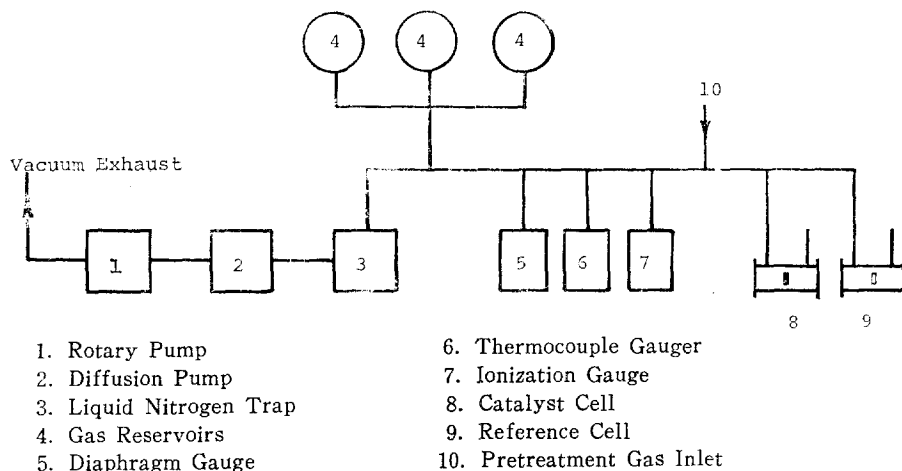 4 4 4
10
Vacuum Exhaust
1 2 3 5 6 7
8 9
1. Rotary Pump
2. Diffusion Pump
3. Liquid Nitrogen Trap
4. Gas Reservoirs
5. Diaphragm Gauge
6. Thermocouple Gauger
7. Ionization Gauge
8. Catalyst Cell
9. Reference Cell
10. Pretreatment Gas Inlet